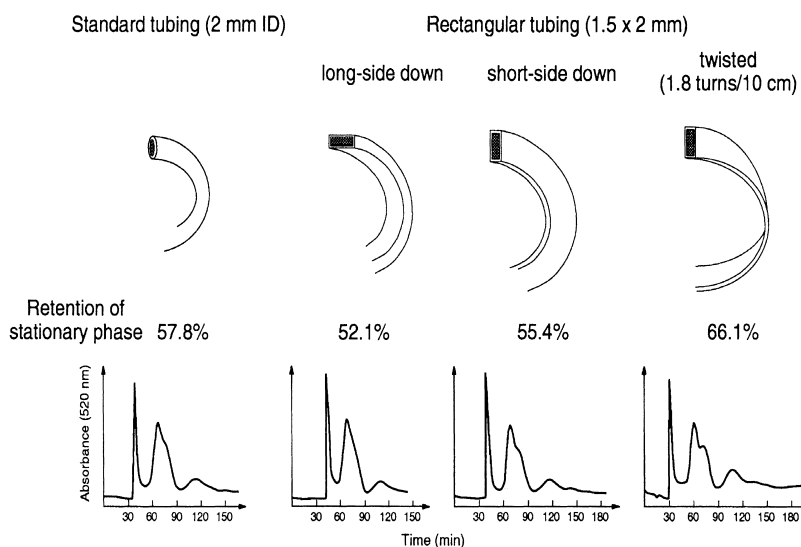 Standard tubing (2 mm ID)
Rectangular tubing (1.5 x 2 mm)
long-side down
short-side down
twisted
(1.8 turns/10 cm)
Retention of
stationary phase 57.8% 52.1% 55.4% 66.1%
Absorbance (520 nm)
30 60 90 120 150
30 60 90 120 150
30 60 90 120 150 180
30 60 90 120 150 180
Time (min)